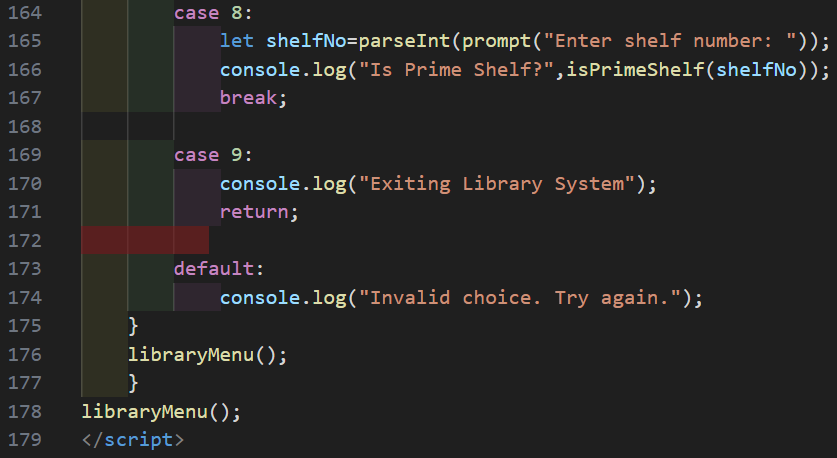 164 case 8:
165 let shelfNo=parseInt(prompt("Enter shelf number: "));
166 console.log("Is Prime Shelf?",isPrimeShelf(shelfNo));
167 break;
168
169 case 9:
170 console.log("Exiting Library System");
171 return;
172
173 default:
174 console.log("Invalid choice. Try again.");
175 }
176 libraryMenu();
177 }
178 libraryMenu();
179 </script>